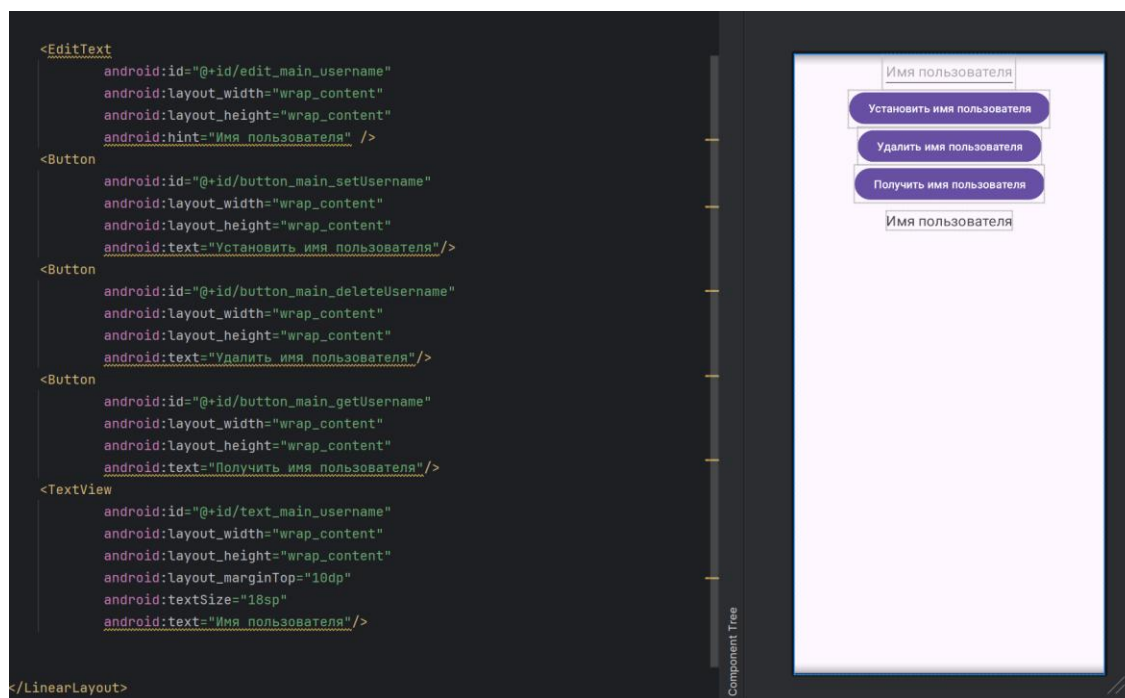 <EditText
android:id="@+id/edit_main_username"
android:layout_width="wrap_content"
android:layout_height="wrap_content"
android:hint="Имя пользователя" />
<Button
android:id="@+id/button_main_setUsername"
android:layout_width="wrap_content"
android:layout_height="wrap_content"
android:text="Установить имя пользователя"/>
<Button
android:id="@+id/button_main_deleteUsername"
android:layout_width="wrap_content"
android:layout_height="wrap_content"
android:text="Удалить имя пользователя"/>
<Button
android:id="@+id/button_main_getUsername"
android:layout_width="wrap_content"
android:layout_height="wrap_content"
android:text="Получить имя пользователя"/>
<TextView
android:id="@+id/text_main_username"
android:layout_width="wrap_content"
android:layout_height="wrap_content"
android:layout_marginTop="10dp"
android:textSize="18sp"
android:text="Имя пользователя"/>
</LinearLayout>
Component Tree
Имя пользователя
Установить имя пользователя
Удалить имя пользователя
Получить имя пользователя
Имя пользователя